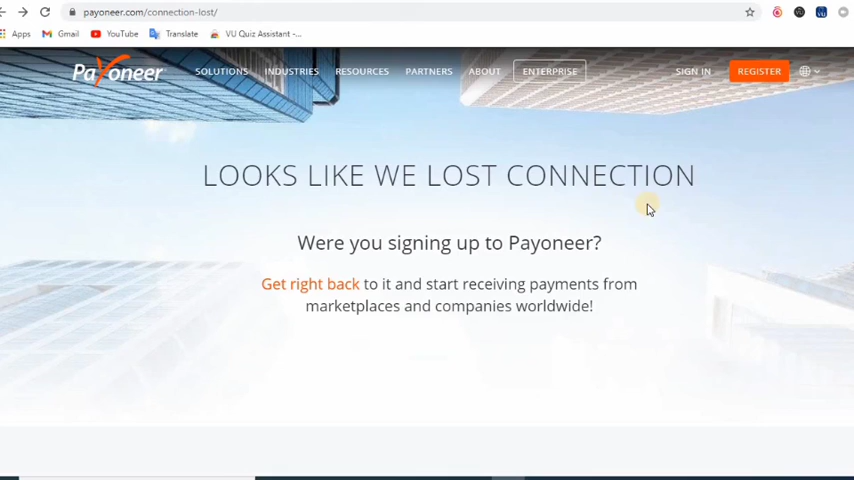 payoneer.com/connection-lost/
Apps Gmail YouTube Translate VU Quiz Assistant -...
Payoneer SOLUTIONS INDUSTRIES RESOURCES PARTNERS ABOUT ENTERPRISE SIGN IN REGISTER
LOOKS LIKE WE LOST CONNECTION
Were you signing up to Payoneer?
Get right back to it and start receiving payments from
marketplaces and companies worldwide!